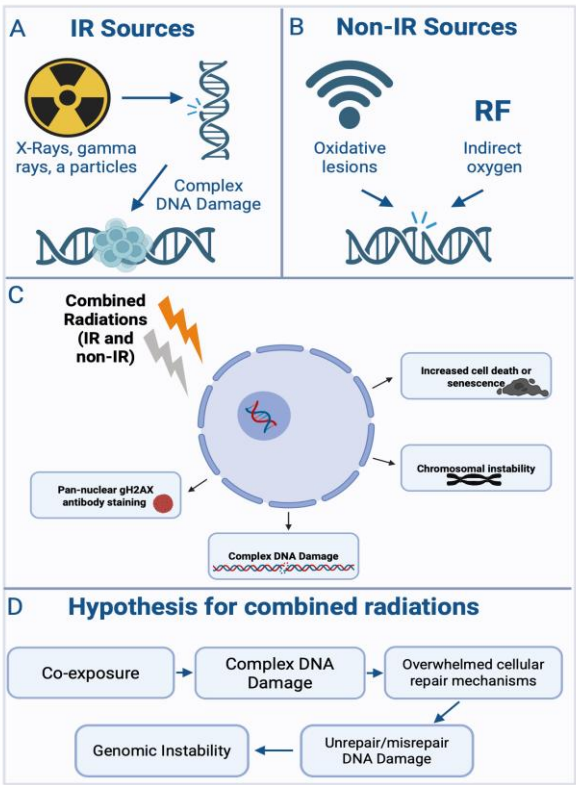 A
IR Sources
X-Rays, gamma
rays, a particles
Complex
DNA Damage
B
Non-IR Sources
RF
Oxidative
lesions
Indirect
oxygen
C
Combined
Radiations
(IR and
non-IR)
Increased cell death or
senescence
Chromosomal instability
Pan-nuclear gH2AX
antibody staining
Complex DNA Damage
D
Hypothesis for combined radiations
Co-exposure
Complex DNA
Damage
Overwhelmed cellular
repair mechanisms
Unrepair/misrepair
DNA Damage
Genomic Instability